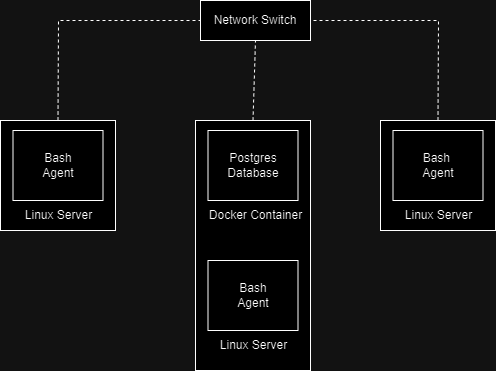 Network Switch
Bash
Agent
Linux Server
Postgres
Database
Docker Container
Bash
Agent
Linux Server
Bash
Agent
Linux Server